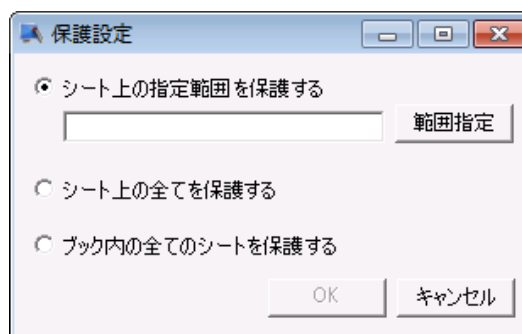 保護設定
シート上の指定範囲を保護する
範囲指定
シート上の全てを保護する
ブック内の全てのシートを保護する
OK キャンセル